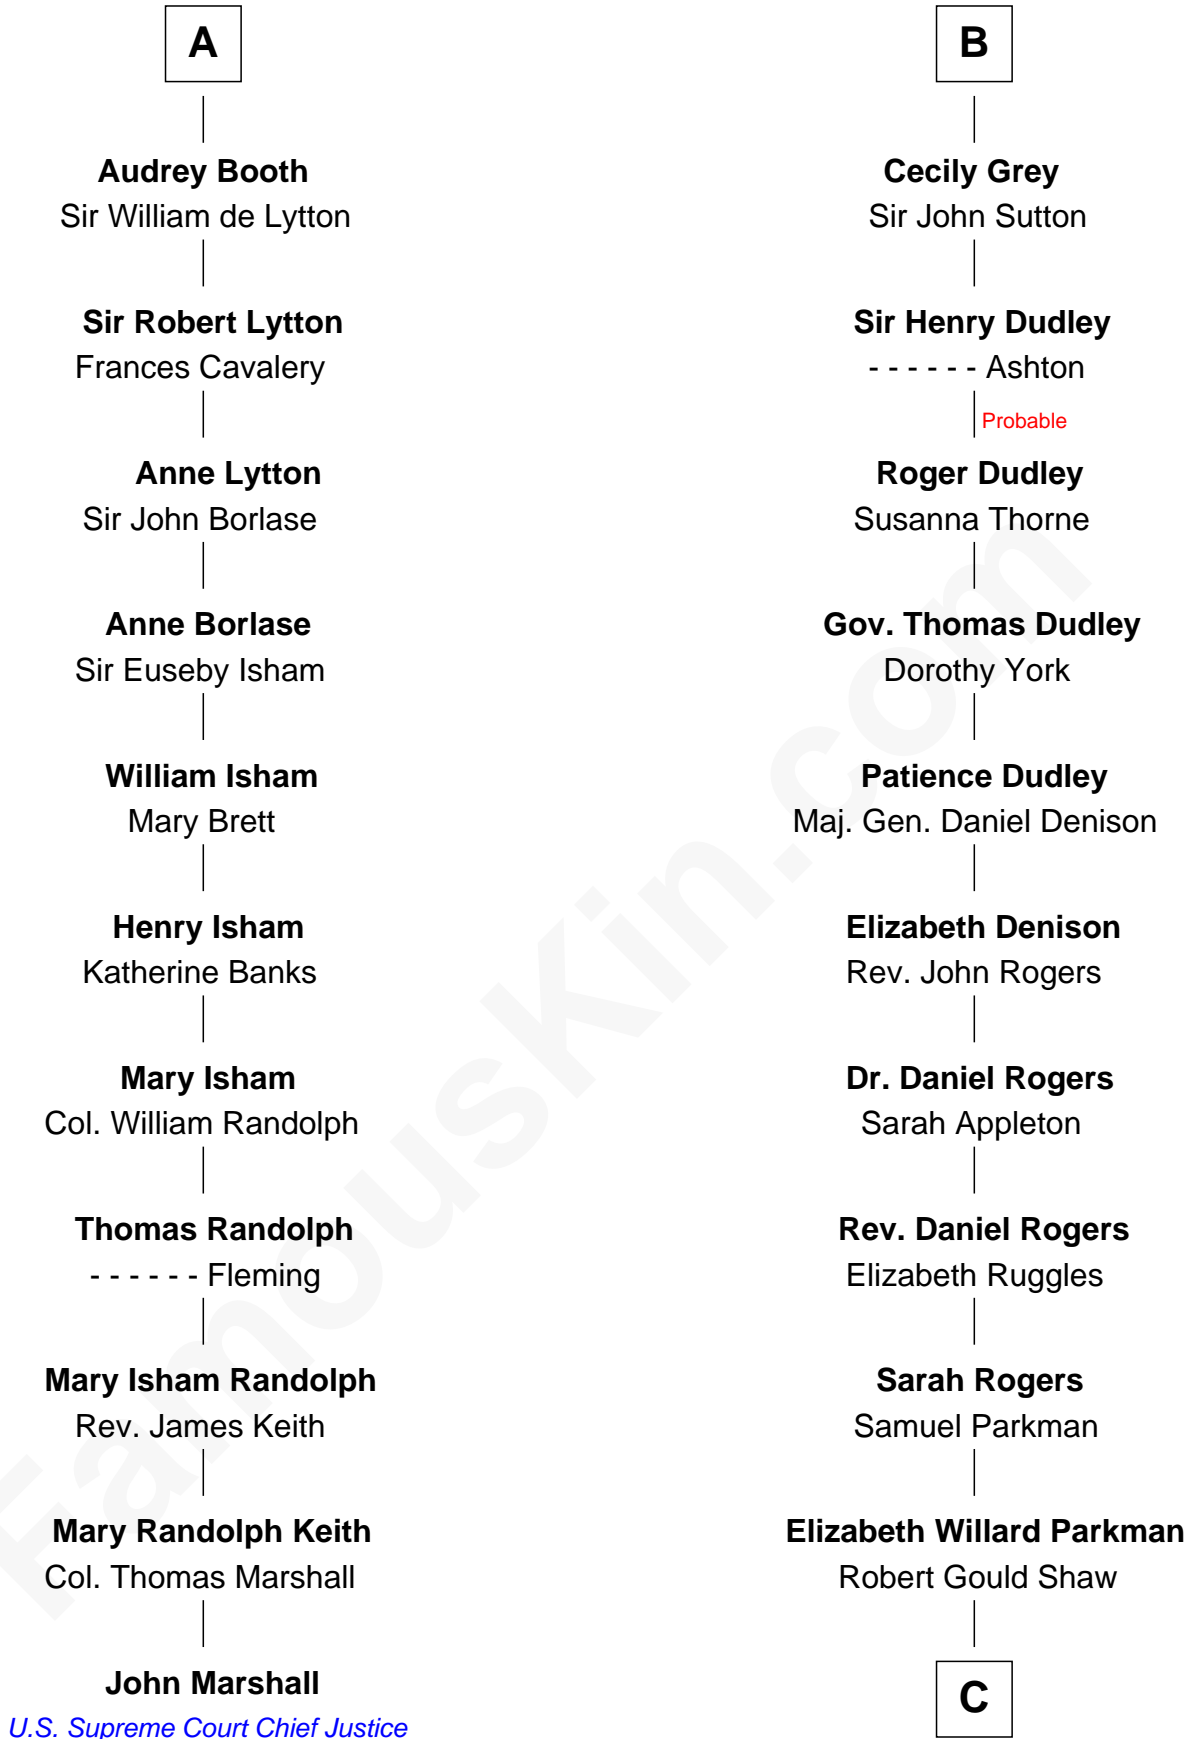 A
Audrey Booth
Sir William de Lytton
Sir Robert Lytton
Frances Cavalery
Anne Lytton
Sir John Borlase
Anne Borlase
Sir Euseby Isham
William Isham
Mary Brett
Henry Isham
Katherine Banks
Mary Isham
Col. William Randolph
Thomas Randolph
- - - - - - Fleming
Mary Isham Randolph
Rev. James Keith
Mary Randolph Keith
Col. Thomas Marshall
John Marshall
U.S. Supreme Court Chief Justice
B
Cecily Grey
Sir John Sutton
Sir Henry Dudley
- - - - - - Ashton
Probable
Roger Dudley
Susanna Thorne
Gov. Thomas Dudley
Dorothy York
Patience Dudley
Maj. Gen. Daniel Denison
Elizabeth Denison
Rev. John Rogers
Dr. Daniel Rogers
Sarah Appleton
Rev. Daniel Rogers
Elizabeth Ruggles
Sarah Rogers
Samuel Parkman
Elizabeth Willard Parkman
Robert Gould Shaw
C
FamousKin.com